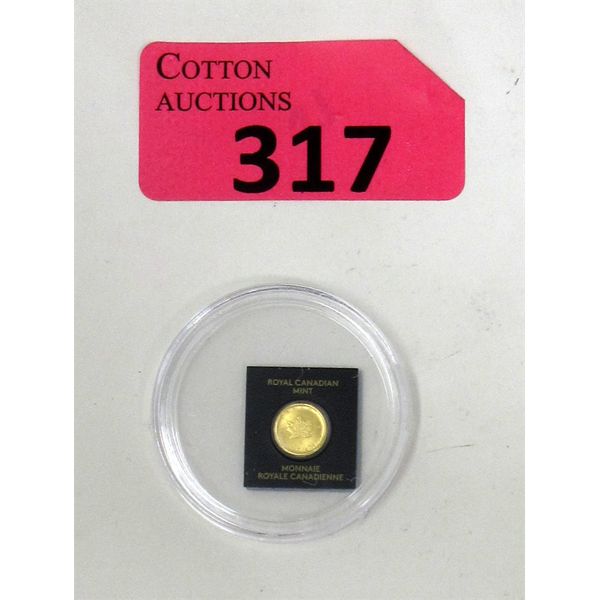 COTTON
AUCTIONS
317
ROYAL CANADIAN
MINT
MONNAIE
ROYALE CANADIENNE